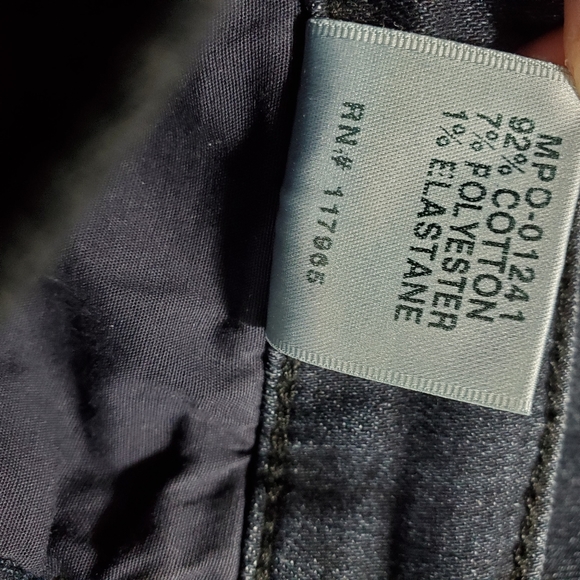 MPO-01241
92% COTTON
7% POLYESTER
1% ELASTANE
RN# 117965